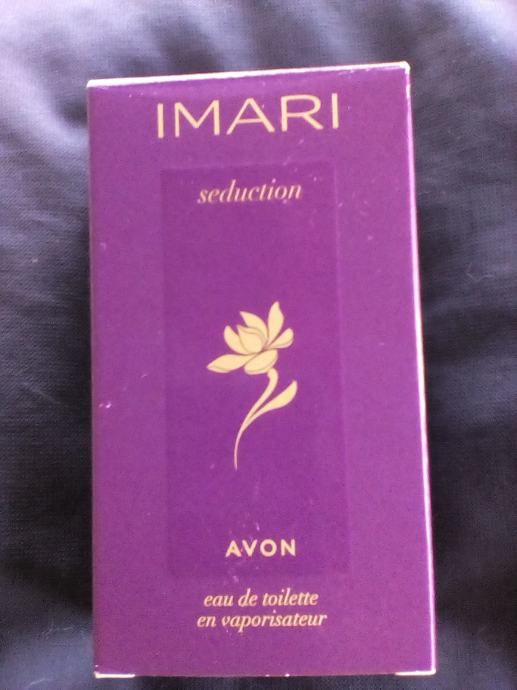 IMARI
seduction
AVON
eau de toilette
en vaporisateur